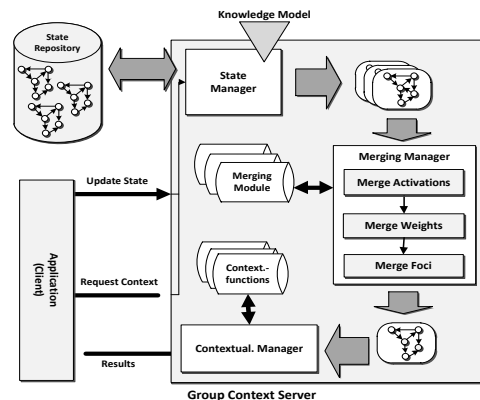 Knowledge Model
State
Repository
State
Manager
Merging Manager
Merge Activations
Merge Weights
Merge Foci
Update State
Merging
Module
Application
(Client)
Request Context
Context.-
functions
Contextual. Manager
Results
Group Context Server